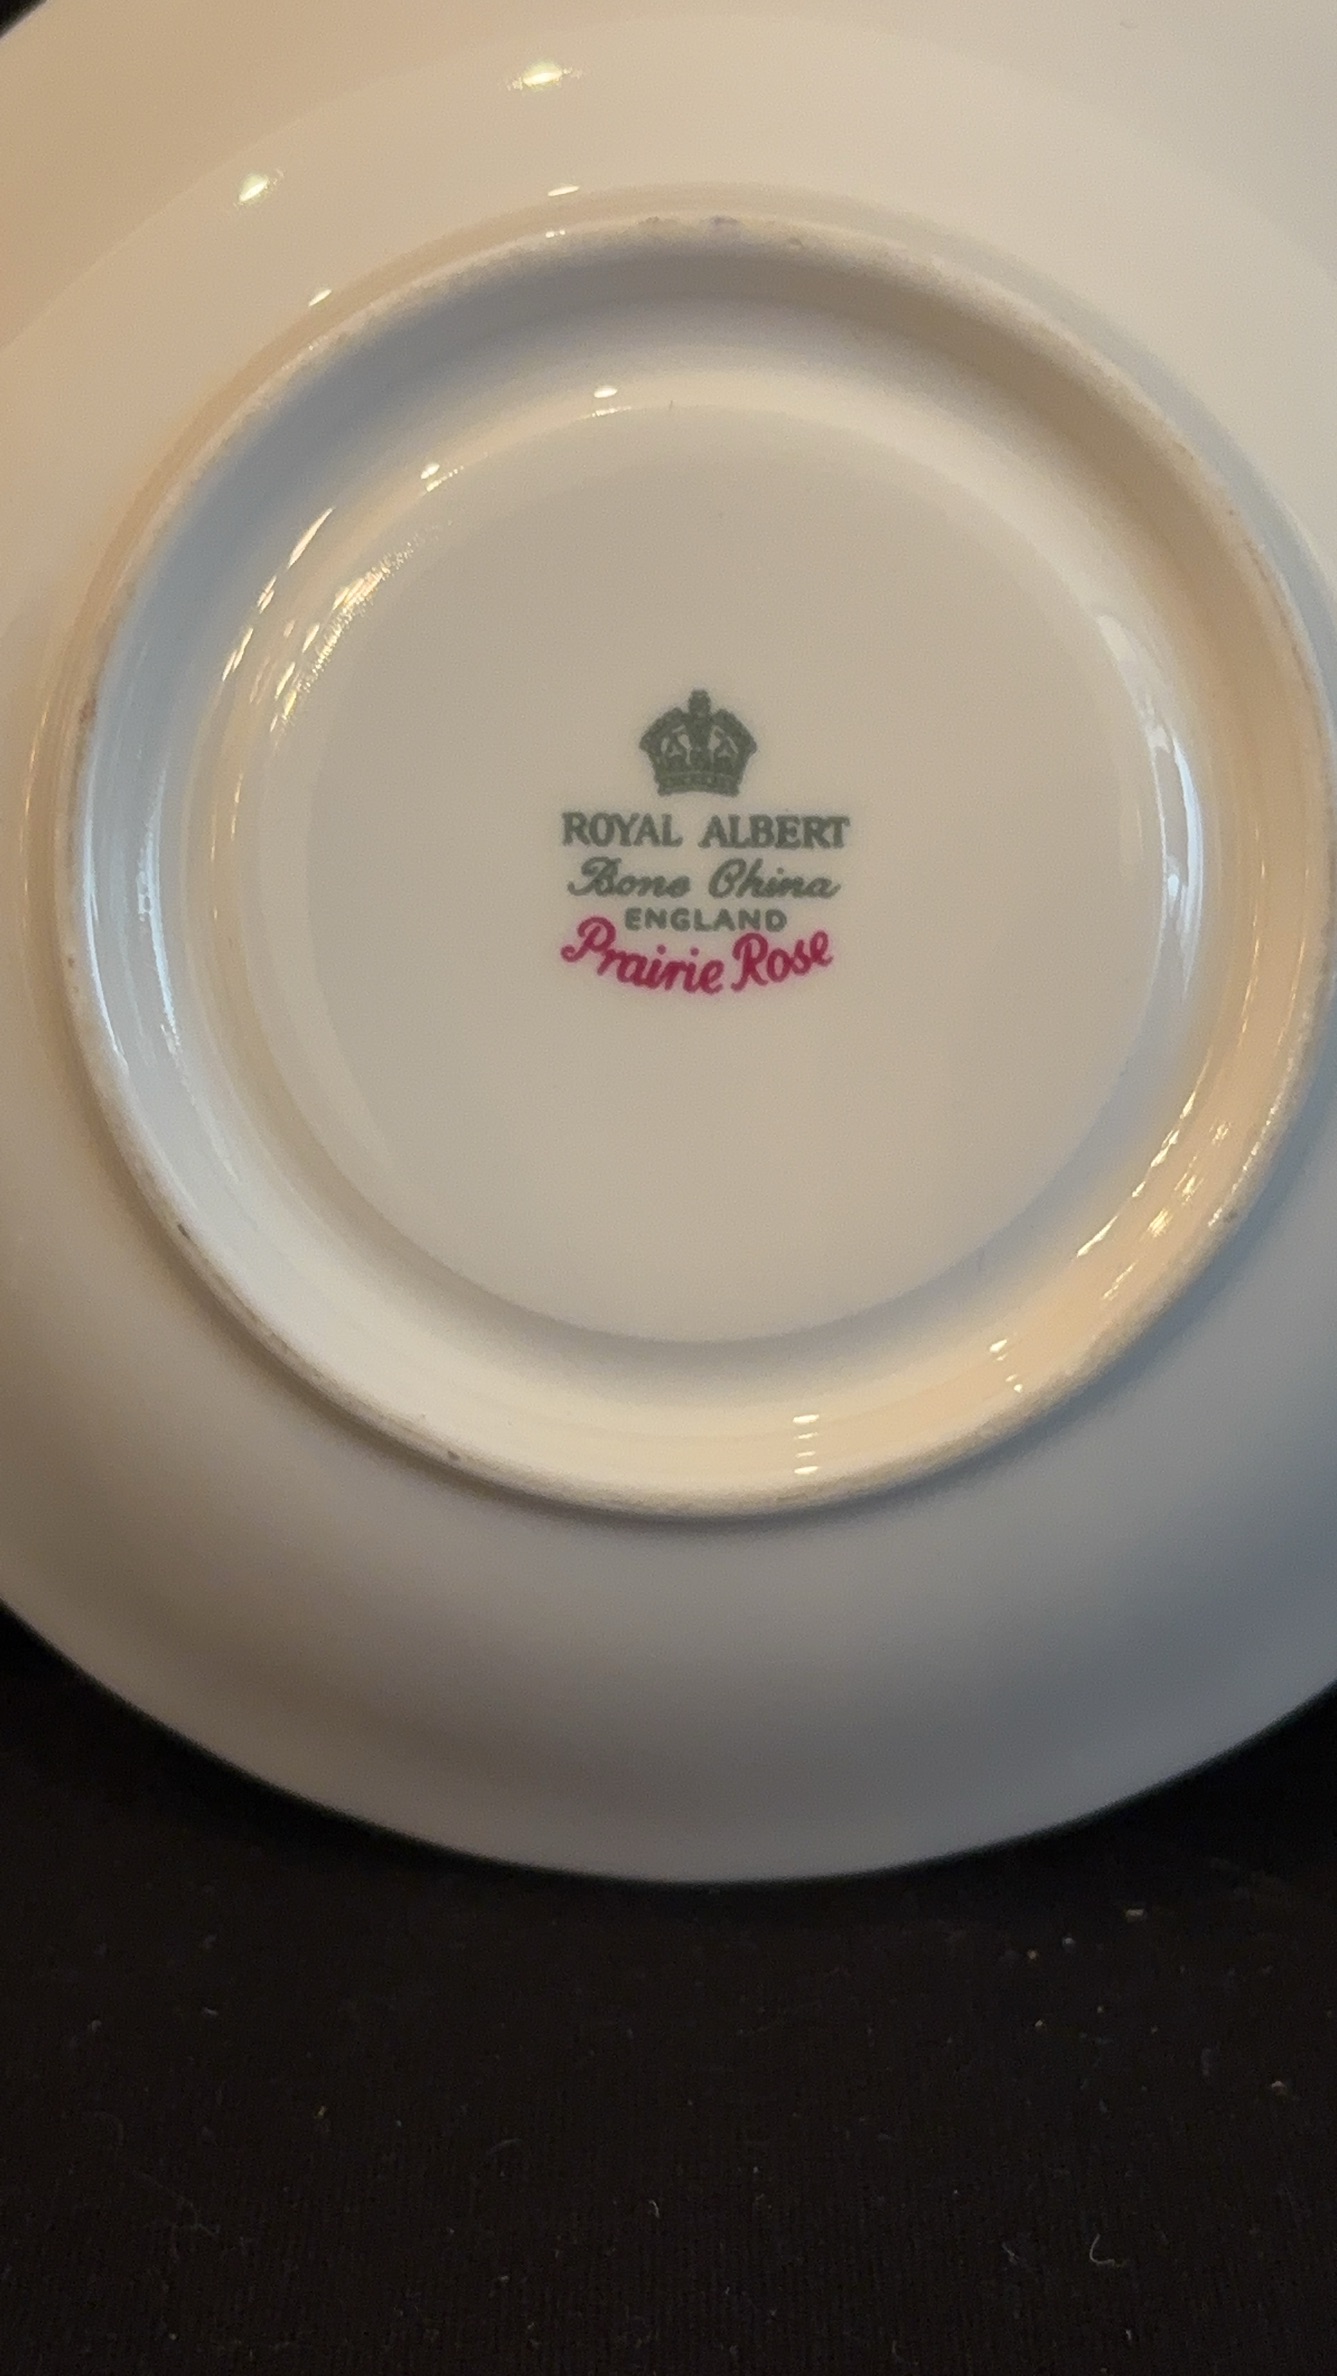 ROYAL ALBERT
Bone China
ENGLAND
Prairie Rose